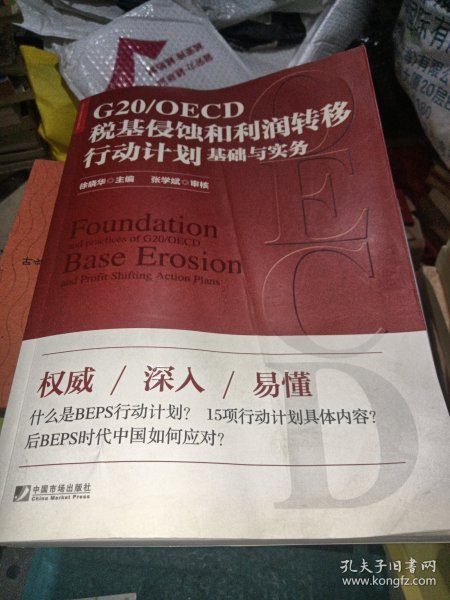 G20/OECD
税基侵蚀和利润转移
行动计划 基础与实务
徐晓华 主编 张学斌 审核
Foundation
and practices of G20/OECD
Base Erosion
and Profit Shifting Action Plans
OECD
权威 / 深入 / 易懂
什么是BEPS行动计划? 15项行动计划具体内容?
后BEPS时代中国如何应对?
中国市场出版社
China Market Press
孔夫子旧书网
www.kongfz.com